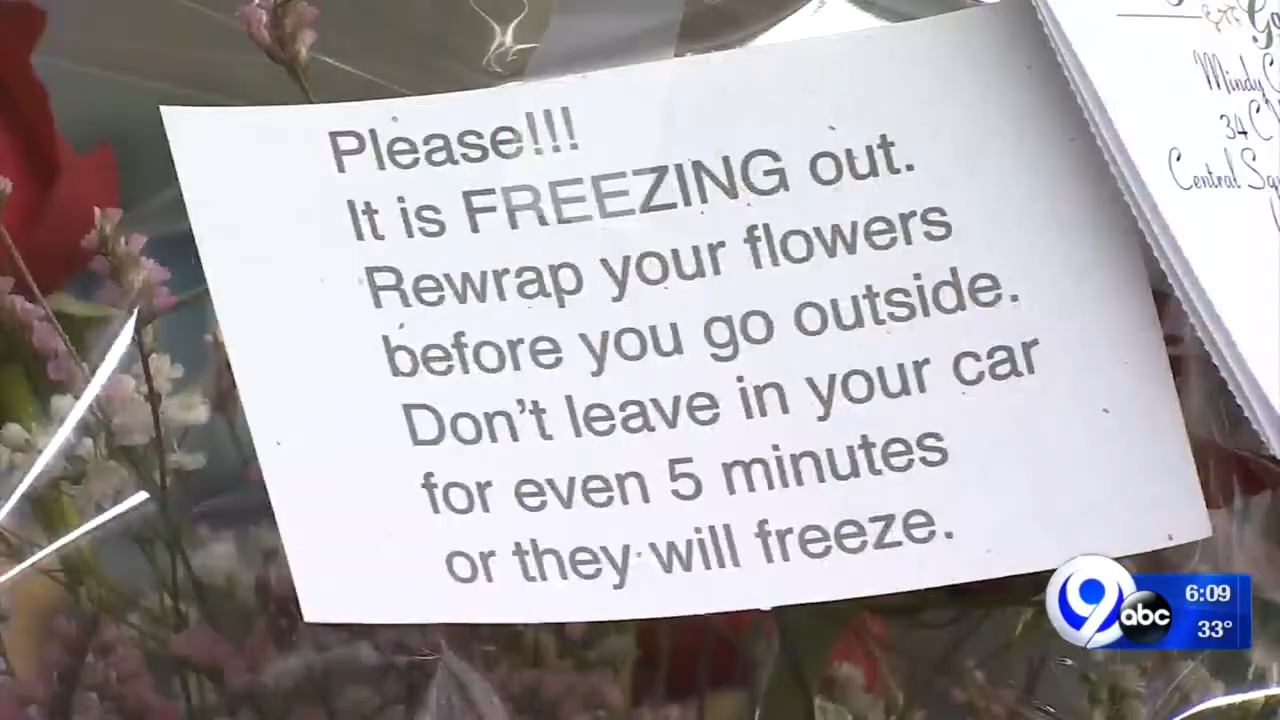 Please!!!
It is FREEZING out.
Rewrap your flowers
before you go outside.
Don't leave in your car
for even 5 minutes
or they will freeze.
Mindy
34
Central
9
abc
6:09
33°